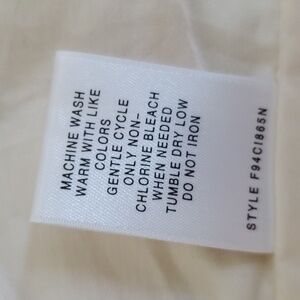 MACHINE WASH
WARM WITH LIKE
COLORS
GENTLE CYCLE
ONLY NON-
CHLORINE BLEACH
WHEN NEEDED
TUMBLE DRY LOW
DO NOT IRON
STYLE F94CI865N